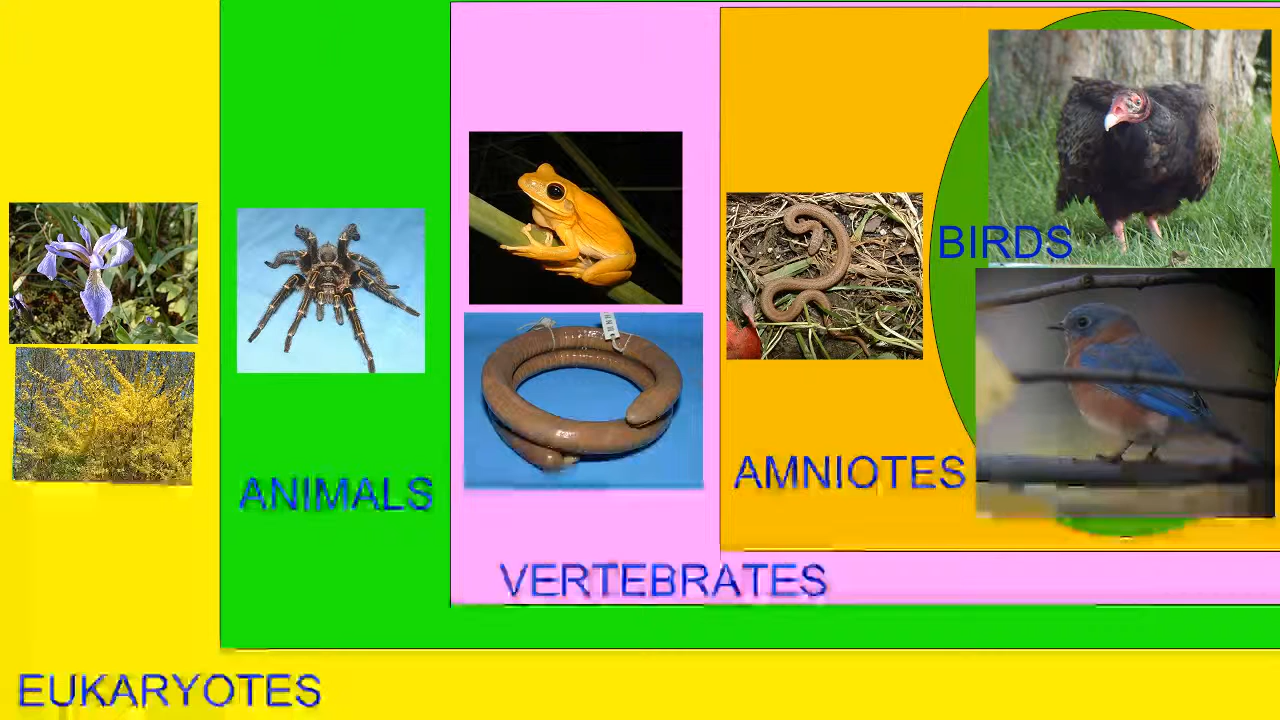 BIRDS
AMNIOTES
ANIMALS
VERTEBRATES
EUKARYOTES